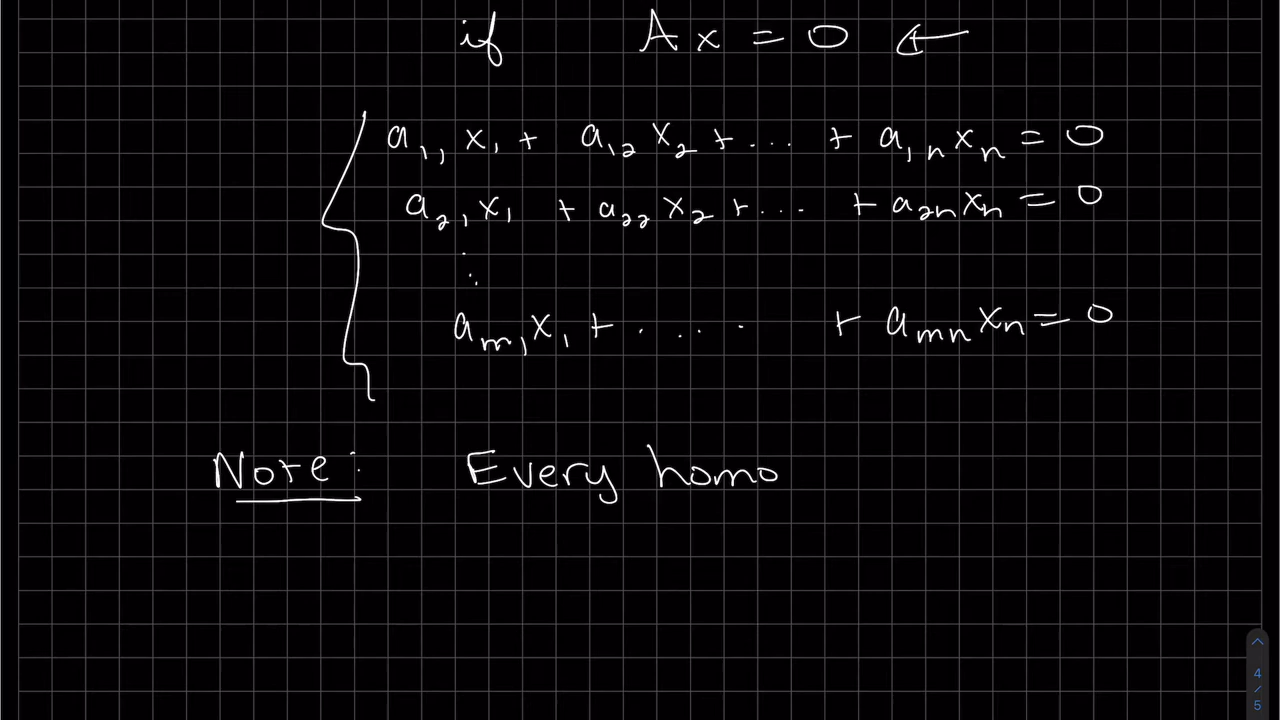 if Ax = 0 ←
a₁₁x₁ + a₁₂x₂ + ... + a₁ₙxₙ = 0
a₂₁x₁ + a₂₂x₂ + ... + a₂ₙxₙ = 0
⋮
aₘ₁x₁ + .... + aₘₙxₙ = 0
Note: Every homo
4
/
5